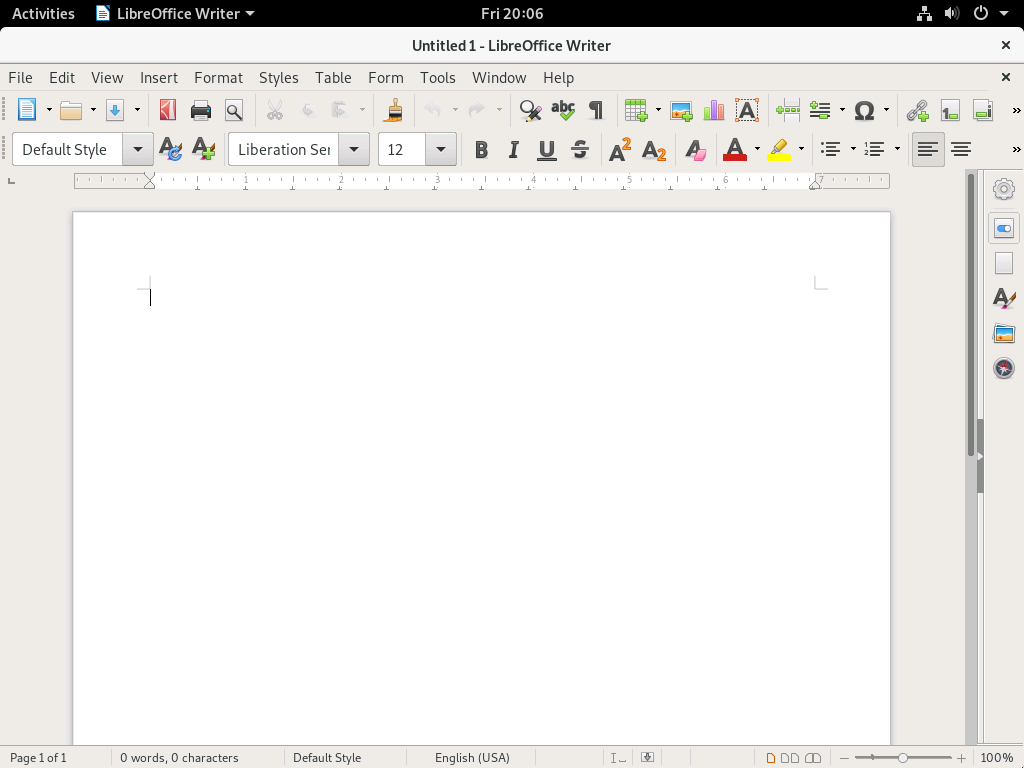 Activities LibreOffice Writer Fri 20:06
Untitled 1 - LibreOffice Writer
File Edit View Insert Format Styles Table Form Tools Window Help
Default Style Liberation Ser 12
1 2 3 4 5 6 7
Page 1 of 1 0 words, 0 characters Default Style English (USA) 100%